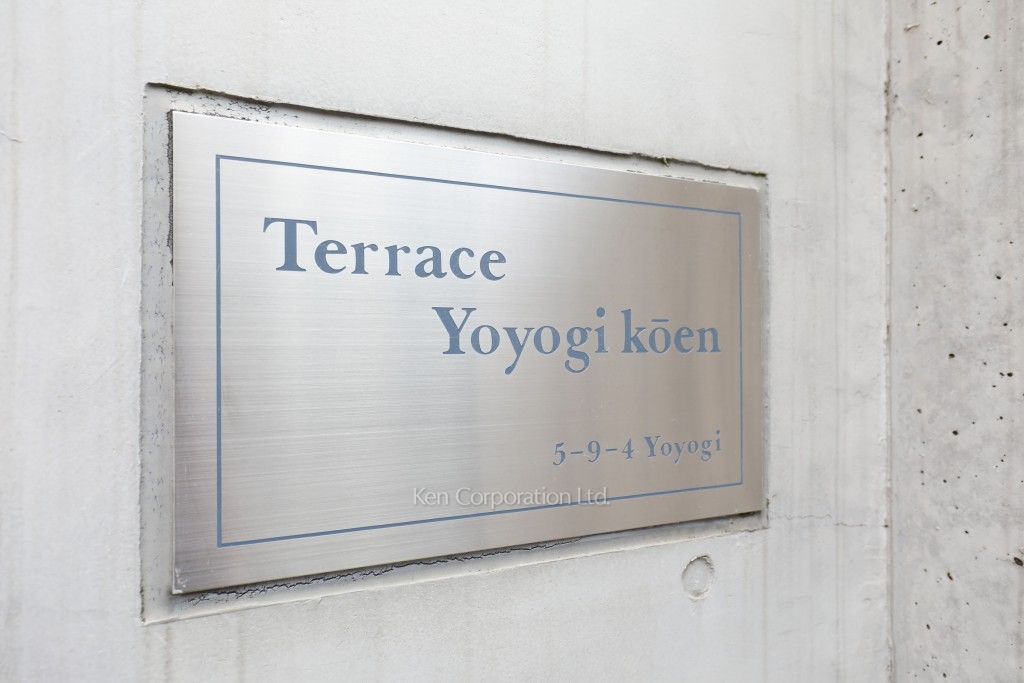 Terrace
Yoyogi kōen
5-9-4 Yoyogi
Ken Corporation Ltd.